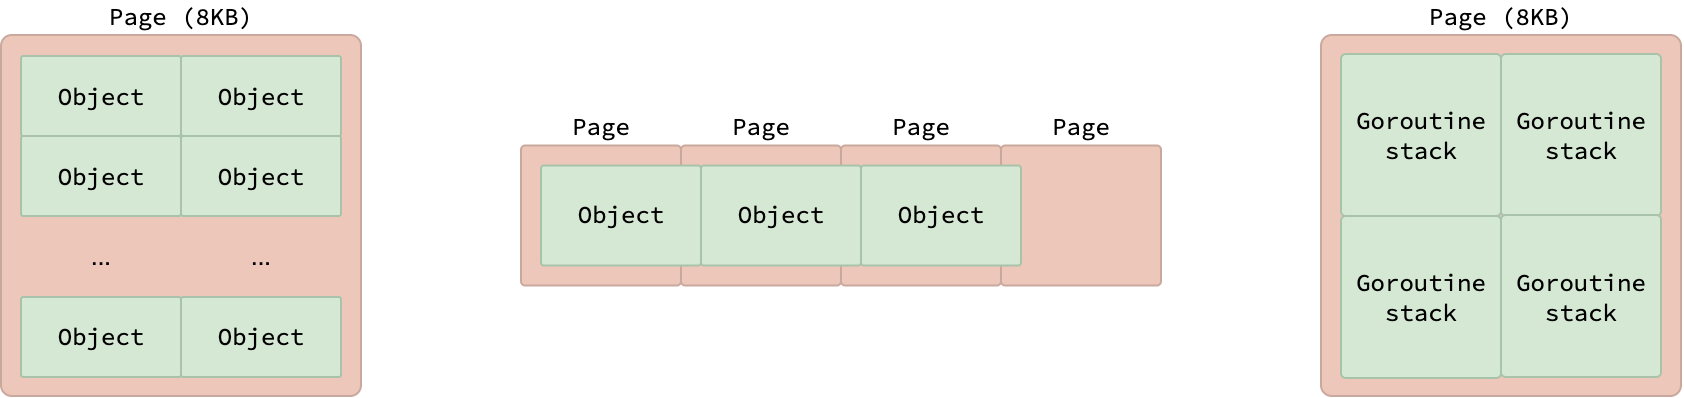 Page (8KB)
Object Object
Object Object
... ...
Object Object
Page Page Page Page
Object Object Object
Page (8KB)
Goroutine Goroutine
stack stack
Goroutine Goroutine
stack stack